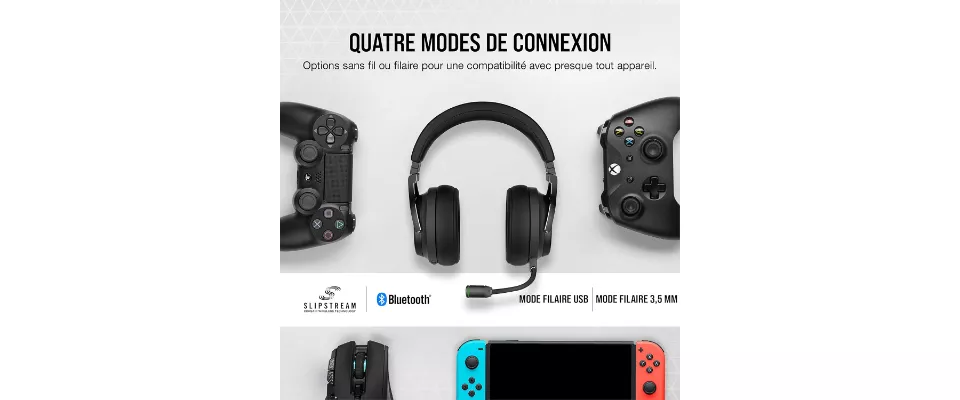 QUATRE MODES DE CONNEXION
Options sans fil ou filaire pour une compatibilité avec presque tout appareil.
SLIPSTREAM
Bluetooth®
MODE FILAIRE USB
MODE FILAIRE 3,5 MM